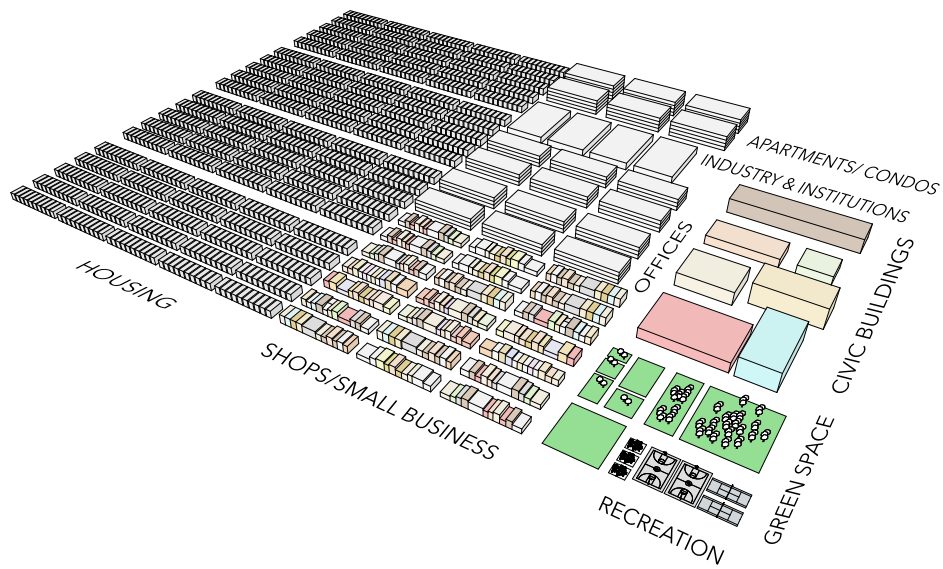 APARTMENTS/ CONDOS
INDUSTRY & INSTITUTIONS
OFFICES
CIVIC BUILDINGS
HOUSING
SHOPS/SMALL BUSINESS
GREEN SPACE
RECREATION